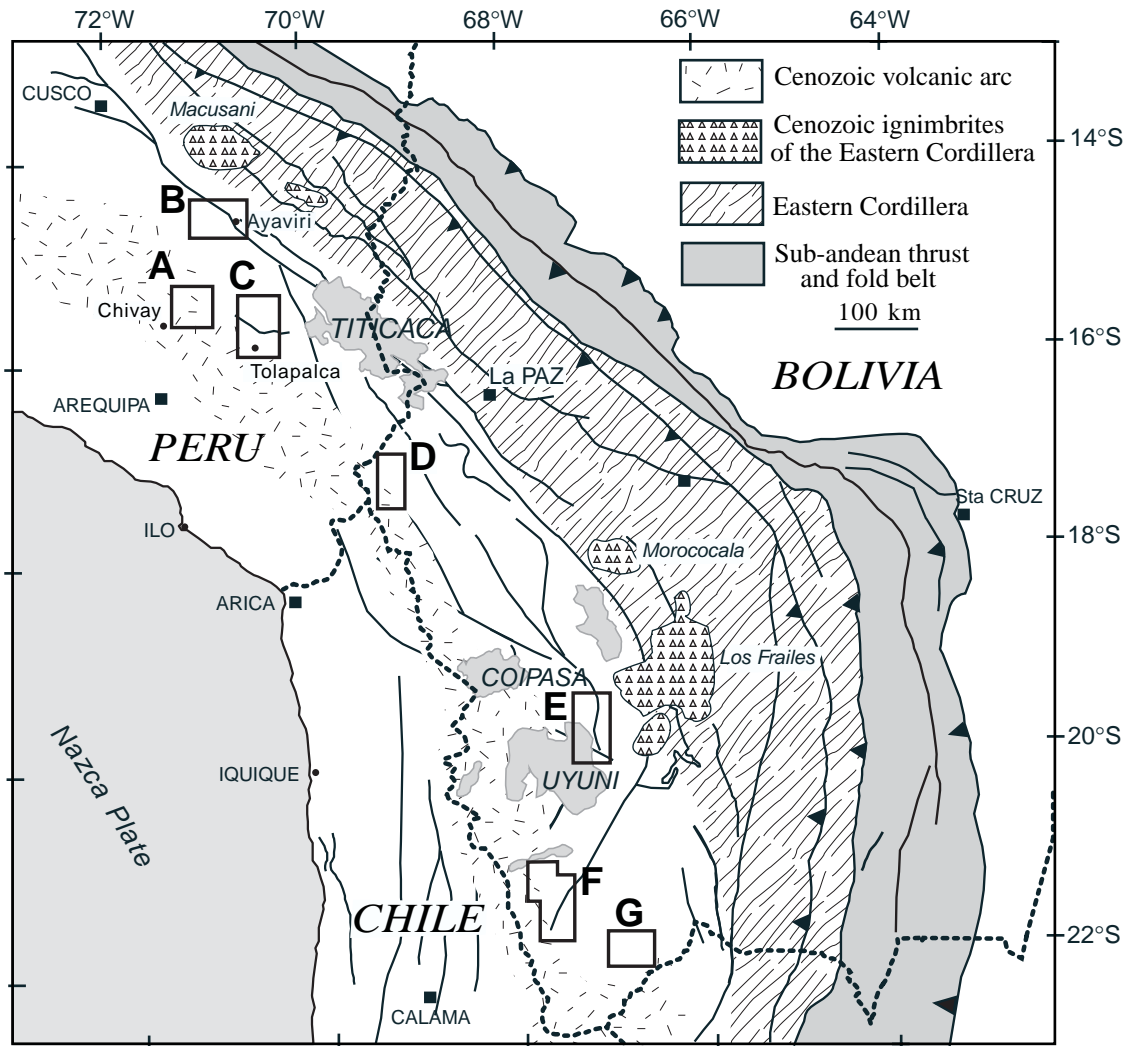 72°W 70°W 68°W 66°W 64°W
CUSCO
Macusani
Cenozoic volcanic arc
Cenozoic ignimbrites
of the Eastern Cordillera
14°S
B
Ayaviri
Eastern Cordillera
A
C
Sub-andean thrust
and fold belt
Chivay
100 km
TITICACA
16°S
Tolapalca
La PAZ
BOLIVIA
AREQUIPA
PERU
D
Sta CRUZ
ILO
18°S
Morococala
ARICA
Los Frailes
COIPASA
E
Nazca Plate
20°S
IQUIQUE
UYUNI
F
CHILE
G
22°S
CALAMA